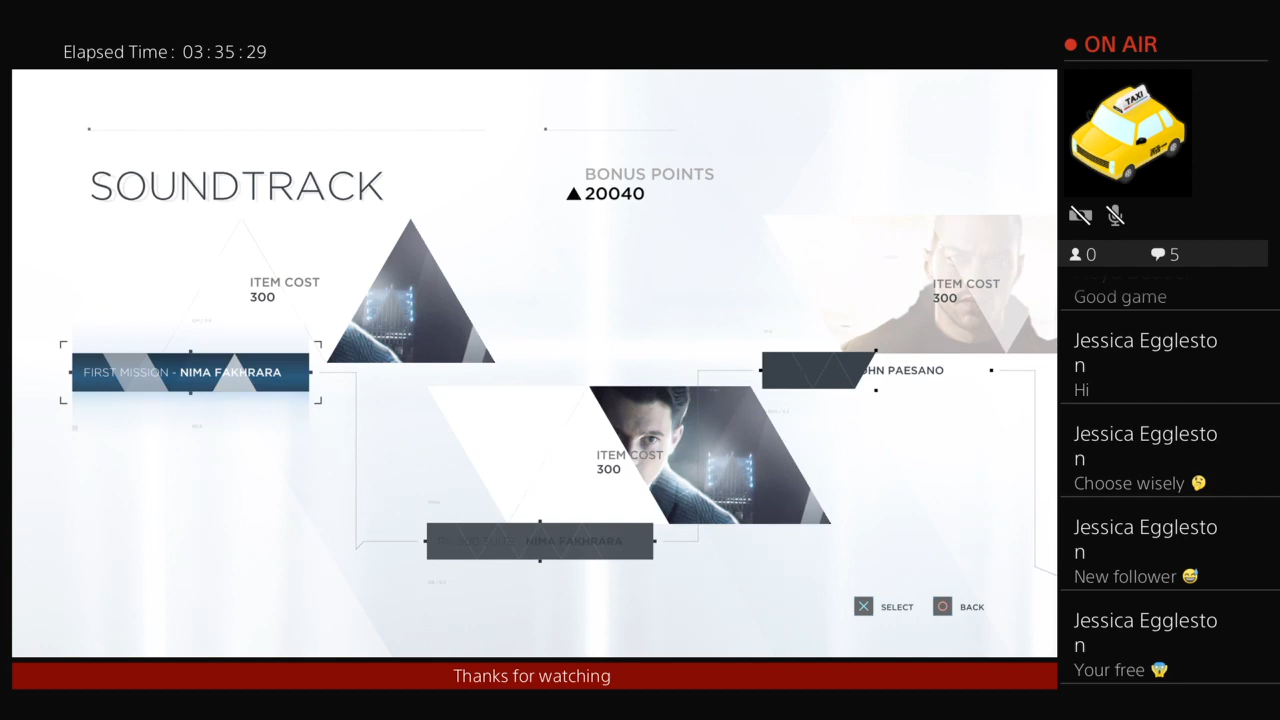 Elapsed Time: 03:35:29
ON AIR
TAXI
SOUNDTRACK
BONUS POINTS
20040
0
5
ITEM COST
300
ITEM COST
300
Good game
FIRST MISSION - NIMA FAKHRARA
OHN PAESANO
Jessica Egglesto
n
Hi
Jessica Egglesto
n
Choose wisely 🤔
ITEM COST
300
NIMA FAKHRARA
Jessica Egglesto
n
New follower 😅
SELECT
BACK
Jessica Egglesto
n
Your free 😱
Thanks for watching